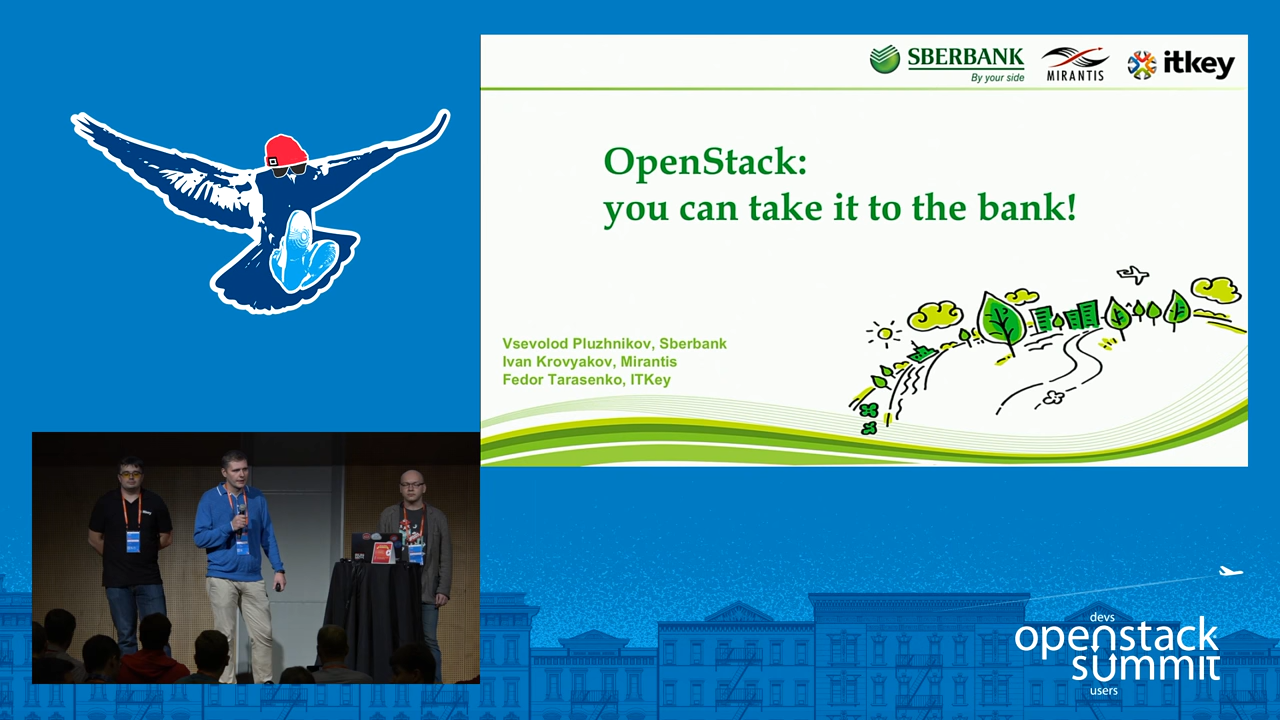 SBERBANK
By your side
MIRANTIS
itkey
OpenStack:
you can take it to the bank!
Vsevolod Pluzhnikov, Sberbank
Ivan Krovyakov, Mirantis
Fedor Tarasenko, ITKey
devs
openstack
summit
users